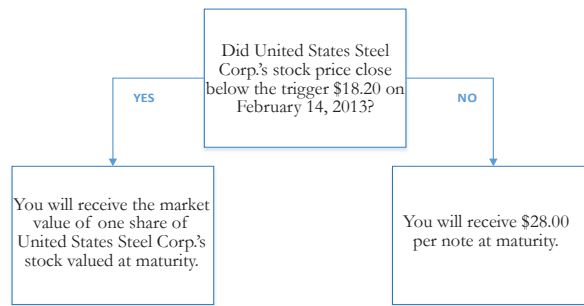 Did United States Steel
Corp.'s stock price close
below the trigger $18.20 on
February 14, 2013?
YES
NO
You will receive the market
value of one share of
United States Steel Corp.'s
stock valued at maturity.
You will receive $28.00
per note at maturity.